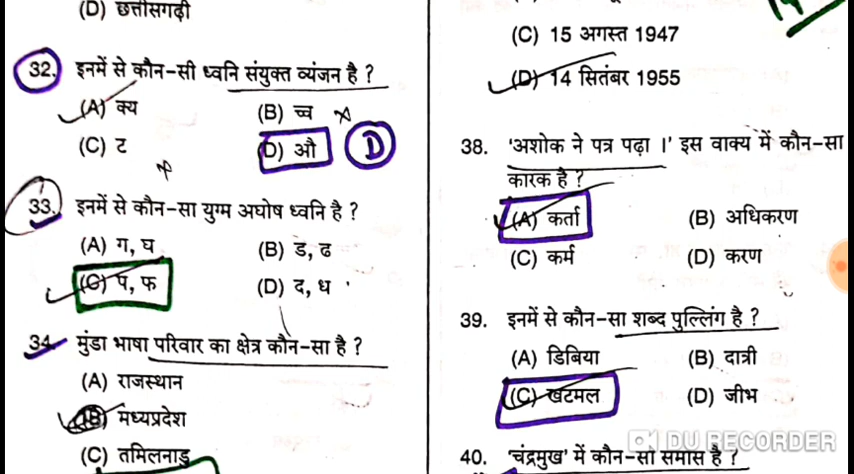 (D) छत्तीसगढ़ी
32. इनमें से कौन-सी ध्वनि संयुक्त व्यंजन है ?
(A) क्य
(B) च्च
(C) ट
(D) औ
D
33. इनमें से कौन-सा युग्म अघोष ध्वनि है ?
(A) ग, घ
(B) ड, ढ
(C) प, फ
(D) द, ध
34. मुंडा भाषा परिवार का क्षेत्र कौन-सा है ?
(A) राजस्थान
(B) मध्यप्रदेश
(C) तमिलनाडु
(C) 15 अगस्त 1947
(D) 14 सितंबर 1955
38. 'अशोक ने पत्र पढ़ा ।' इस वाक्य में कौन-सा
कारक है ?
(A) कर्ता
(B) अधिकरण
(C) कर्म
(D) करण
39. इनमें से कौन-सा शब्द पुल्लिंग है ?
(A) डिबिया
(B) दात्री
(C) खटमल
(D) जीभ
40. 'चंद्रमुख' में कौन-सा समास है ?
DU RECORDER